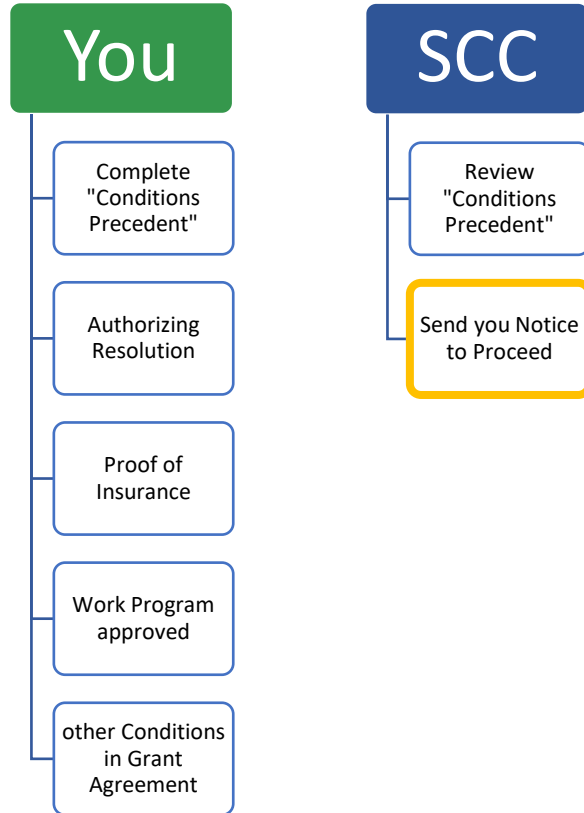 You
Complete
"Conditions
Precedent"
Authorizing
Resolution
Proof of
Insurance
Work Program
approved
other Conditions
in Grant
Agreement
SCC
Review
"Conditions
Precedent"
Send you Notice
to Proceed